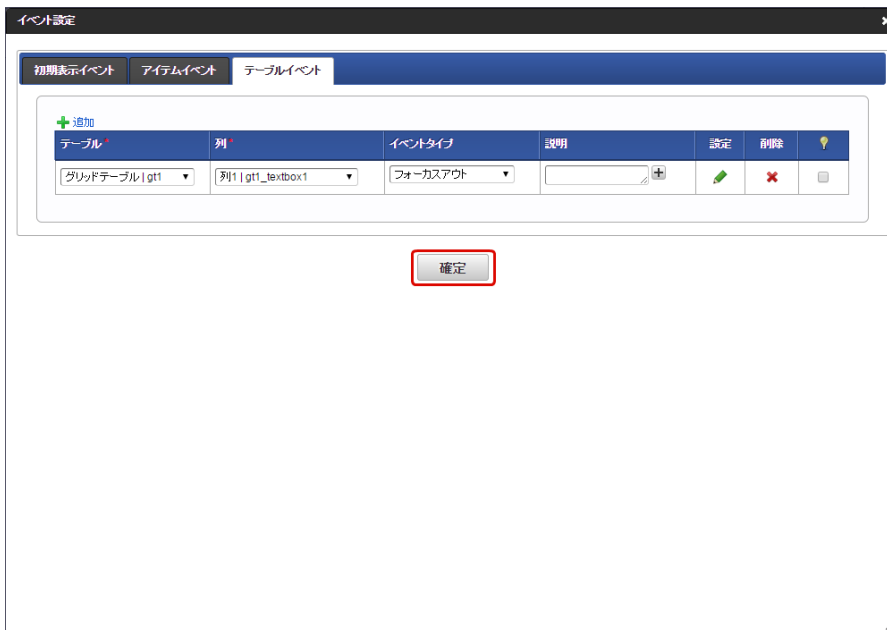 イベント設定
初期表示イベント アイテムイベント テーブルイベント
追加
テーブル* 列* イベントタイプ 説明 設定 削除
グリッドテーブル | gt1 列1 | gt1_textbox1 フォーカスアウト
確定